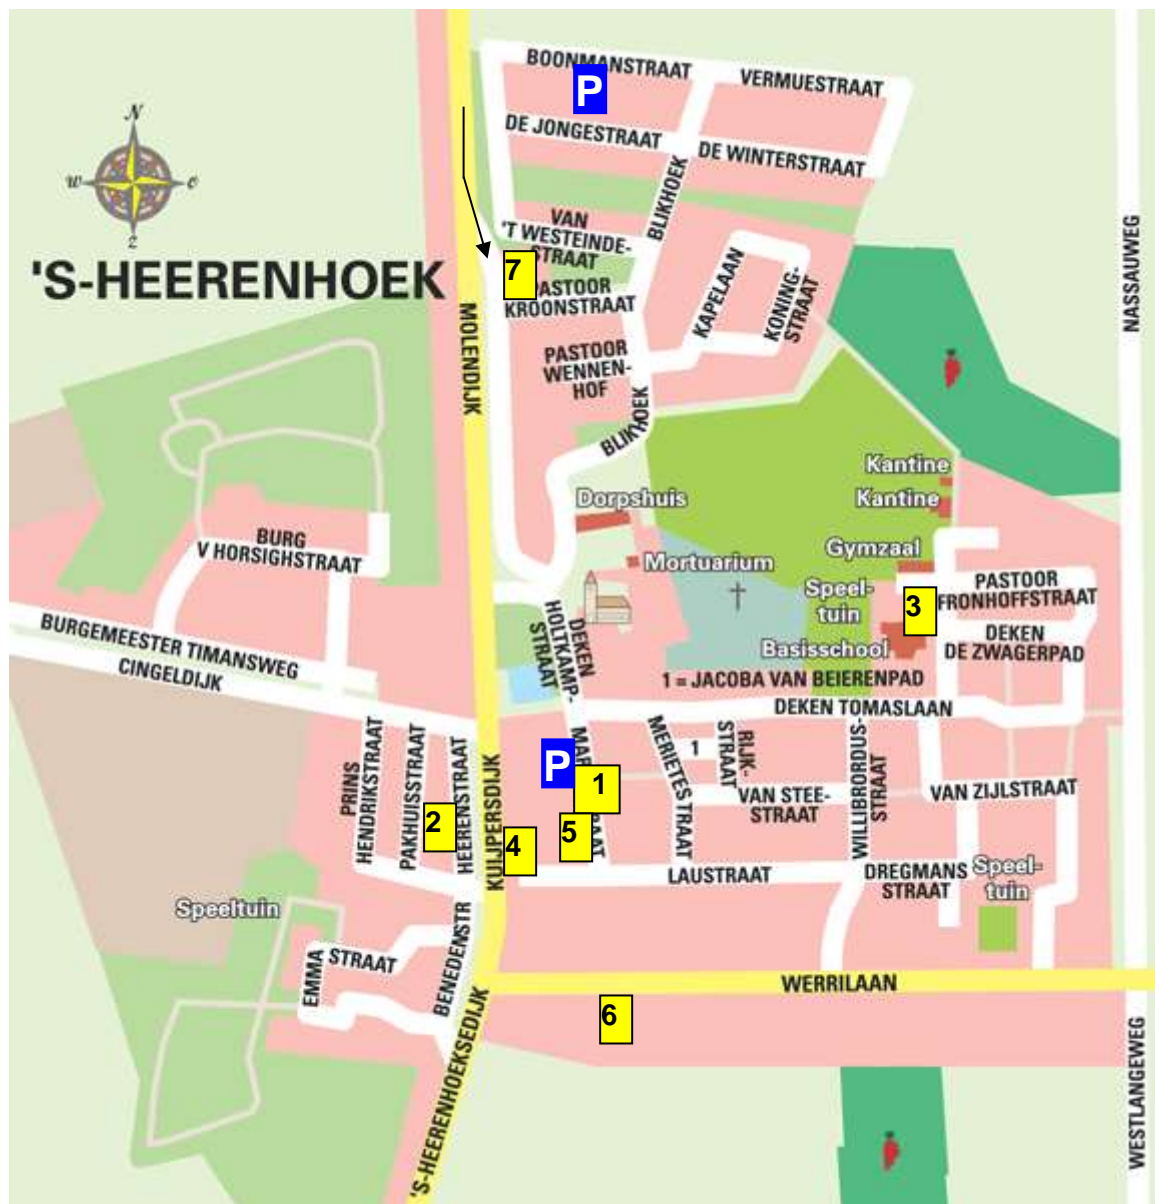 N
W
O
Z
'S-HEERENHOEK
BOONMANSTRAAT
P
VERMUESTRAAT
DE JONGESTRAAT
DE WINTERSTRAAT
BLIKHOEK
VAN
'T WESTEINDE-
STRAAT
7
PASTOOR
KROONSTRAAT
KAPELAAN
KONING-
STRAAT
NASSAUWEG
MOLENDIJK
PASTOOR
WENNEN-
HOF
BLIKHOEK
Kantine
Kantine
Dorpshuis
Gymzaal
Mortuarium
BURG
V HORSIGHSTRAAT
Speel-
tuin
3
PASTOOR
FRONHOFFSTRAAT
DEKEN
DE ZWAGERPAD
Basisschool
BURGEMEESTER TIMANSWEG
CINGELDIJK
DEKEN
HOLTKAMP-
STRAAT
1 = JACOBA VAN BEIERENPAD
DEKEN TOMASLAAN
PRINS
HENDRIKSTRAAT
PAKHUISSTRAAT
2
HEERENSTRAAT
KUIJPERSDIJK
P
1
5
4
MERIETESTRAAT
1
RIJK-
STRAAT
VAN STEE-
STRAAT
WILLIBRORDUS-
STRAAT
VAN ZIJLSTRAAT
LAUSTRAAT
DREGMANS
STRAAT
Speel-
tuin
Speeltuin
EMMA
STRAAT
BENEDENSTR
WERRILAAN
6
'S-HEERENHOEKSEDIJK
WESTLANGEWEG